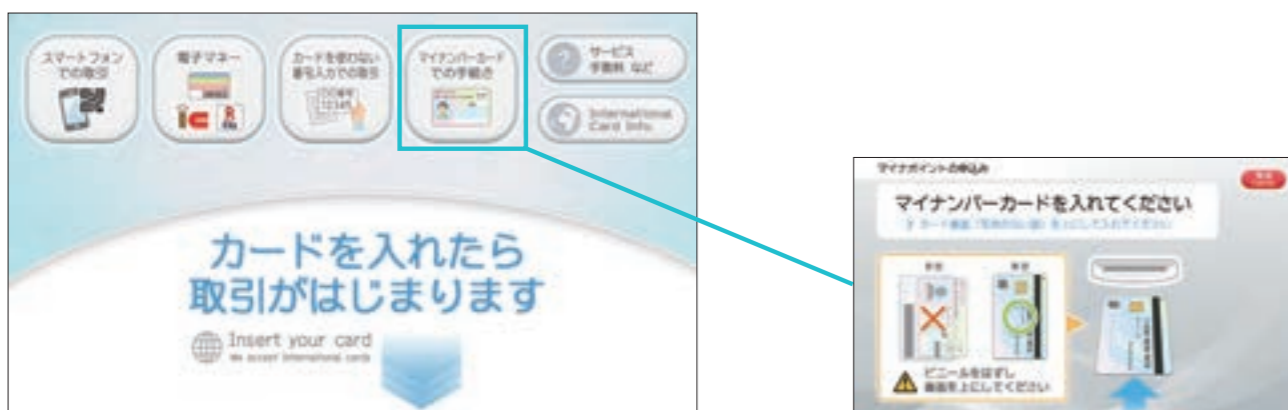 スマートフォン
での取引
電子マネー
カードを使わない
番号入力での取引
12345
マイナンバーカード
での手続き
サービス
手数料 など
International
Card Info
カードを入れたら
取引がはじまります
Insert your card
We accept international cards
マイナポイントの申込み
マイナンバーカードを入れてください
ビニールをはずし
裏面を上にしてください